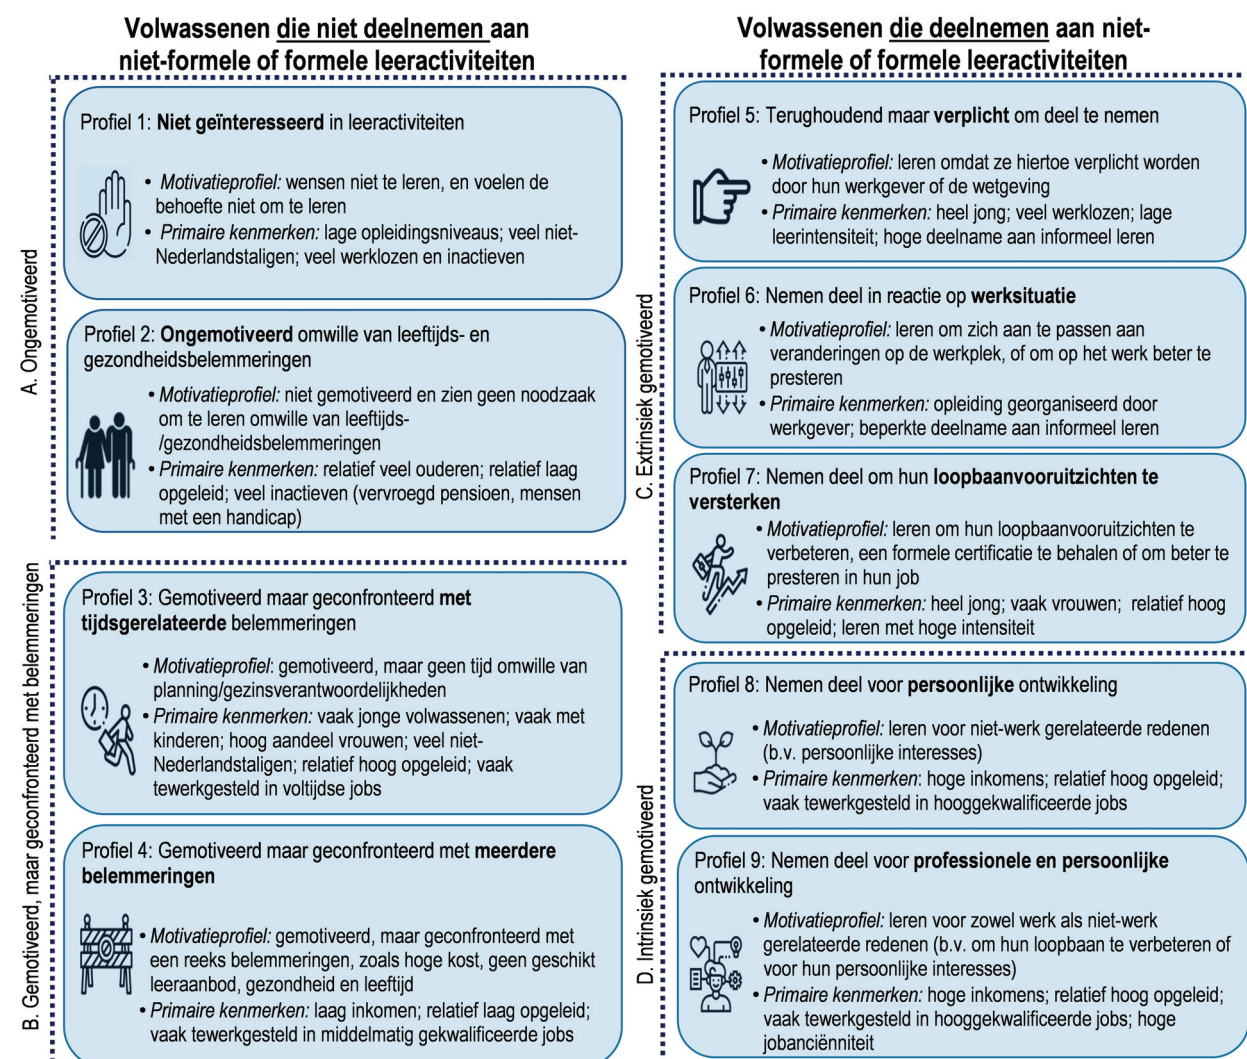 Volwassenen die niet deelnemen aan
niet-formele of formele leeractiviteiten
A. Ongemotiveerd
Profiel 1: Niet geïnteresseerd in leeractiviteiten
• Motivatieprofiel: wensen niet te leren, en voelen de
behoefte niet om te leren
• Primaire kenmerken: lage opleidingsniveaus; veel niet-
Nederlandstaligen; veel werklozen en inactieven
Profiel 2: Ongemotiveerd omwille van leeftijds- en
gezondheidsbelemmeringen
• Motivatieprofiel: niet gemotiveerd en zien geen noodzaak
om te leren omwille van leeftijds-
/gezondheidsbelemmeringen
• Primaire kenmerken: relatief veel ouderen; relatief laag
opgeleid; veel inactieven (vervroegd pensioen, mensen
met een handicap)
B. Gemotiveerd, maar geconfronteerd met belemmeringen
Profiel 3: Gemotiveerd maar geconfronteerd met
tijdsgerelateerde belemmeringen
• Motivatieprofiel: gemotiveerd, maar geen tijd omwille van
planning/gezinsverantwoordelijkheden
• Primaire kenmerken: vaak jonge volwassenen; vaak met
kinderen; hoog aandeel vrouwen; veel niet-
Nederlandstaligen; relatief hoog opgeleid; vaak
tewerkgesteld in voltijdse jobs
Profiel 4: Gemotiveerd maar geconfronteerd met meerdere
belemmeringen
• Motivatieprofiel: gemotiveerd, maar geconfronteerd met
een reeks belemmeringen, zoals hoge kost, geen geschikt
leeraanbod, gezondheid en leeftijd
• Primaire kenmerken: laag inkomen; relatief laag opgeleid;
vaak tewerkgesteld in middelmatig gekwalificeerde jobs
Volwassenen die deelnemen aan niet-
formele of formele leeractiviteiten
C. Extrinsiek gemotiveerd
Profiel 5: Terughoudend maar verplicht om deel te nemen
• Motivatieprofiel: leren omdat ze hiertoe verplicht worden
door hun werkgever of de wetgeving
• Primaire kenmerken: heel jong; veel werklozen; lage
leerintensiteit; hoge deelname aan informeel leren
Profiel 6: Nemen deel in reactie op werksituatie
• Motivatieprofiel: leren om zich aan te passen aan
veranderingen op de werkplek, of om op het werk beter te
presteren
• Primaire kenmerken: opleiding georganiseerd door
werkgever; beperkte deelname aan informeel leren
Profiel 7: Nemen deel om hun loopbaanvooruitzichten te
versterken
• Motivatieprofiel: leren om hun loopbaanvooruitzichten te
verbeteren, een formele certificatie te behalen of om beter te
presteren in hun job
• Primaire kenmerken: heel jong; vaak vrouwen; relatief hoog
opgeleid; leren met hoge intensiteit
D. Intrinsiek gemotiveerd
Profiel 8: Nemen deel voor persoonlijke ontwikkeling
• Motivatieprofiel: leren voor niet-werk gerelateerde redenen
(b.v. persoonlijke interesses)
• Primaire kenmerken: hoge inkomens; relatief hoog opgeleid;
vaak tewerkgesteld in hooggekwalificeerde jobs
Profiel 9: Nemen deel voor professionele en persoonlijke
ontwikkeling
• Motivatieprofiel: leren voor zowel werk als niet-werk
gerelateerde redenen (b.v. om hun loopbaan te verbeteren of
voor hun persoonlijke interesses)
• Primaire kenmerken: hoge inkomens; relatief hoog opgeleid;
vaak tewerkgesteld in hooggekwalificeerde jobs; hoge
jobanciënniteit